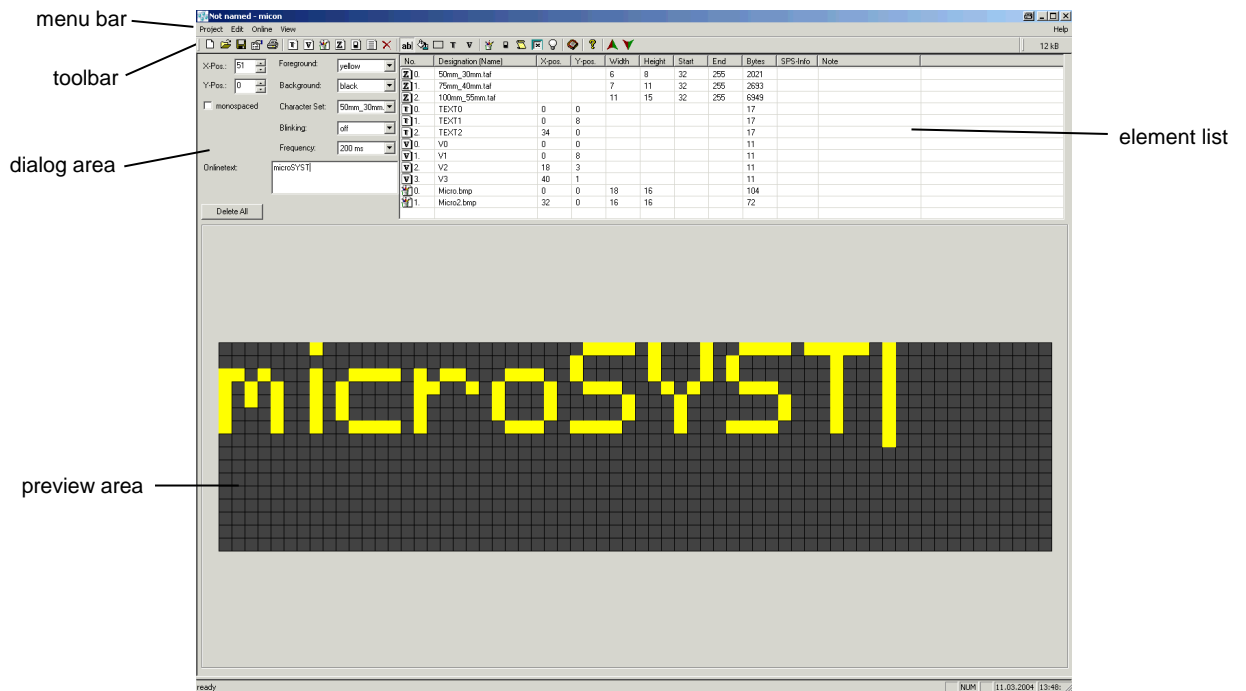 Not named - micon
menu bar
Project Edit Online View Help
toolbar
12 kB
X-Pos.: 51 Foreground: yellow
Y-Pos.: 0 Background: black
monospaced Character Set: 50mm_30mm.
Blinking: off
Frequency: 200 ms
dialog area
Onlinetext: microSYST
Delete All
No. Designation (Name) X-pos. Y-pos. Width Height Start End Bytes SPS-Info Note
Z 0. 50mm_30mm.taf 6 8 32 255 2021
Z 1. 75mm_40mm.taf 7 11 32 255 2693
Z 2. 100mm_55mm.taf 11 15 32 255 6949
T 0. TEXT0 0 0 17
T 1. TEXT1 0 8 17
T 2. TEXT2 34 0 17
V 0. V0 0 0 11
V 1. V1 0 8 11
V 2. V2 18 3 11
V 3. V3 40 1 11
0. Micro.bmp 0 0 18 16 104
1. Micro2.bmp 32 0 16 16 72
element list
microSYST
preview area
ready NUM 11.03.2004 13:48: